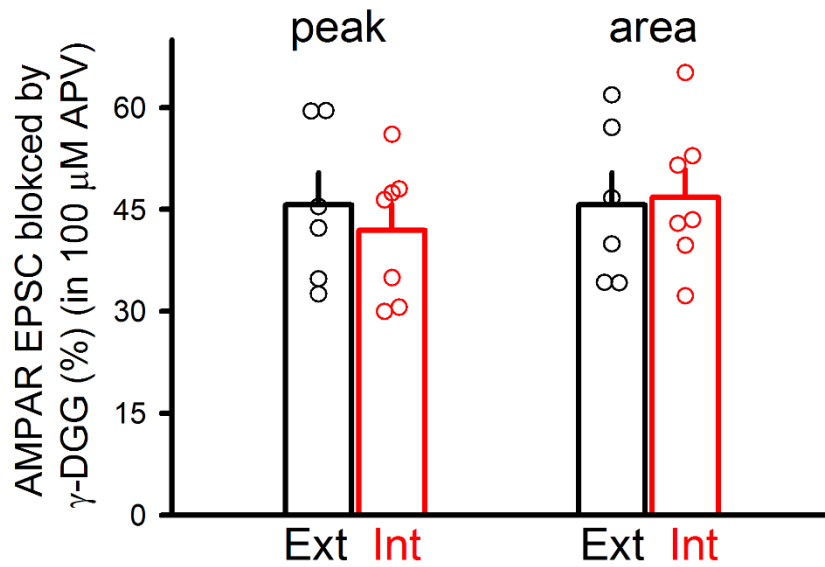 peak area
AMPAR EPSC blokced by
γ-DGG (%) (in 100 μM APV)
60
45
30
15
0
Ext Int Ext Int